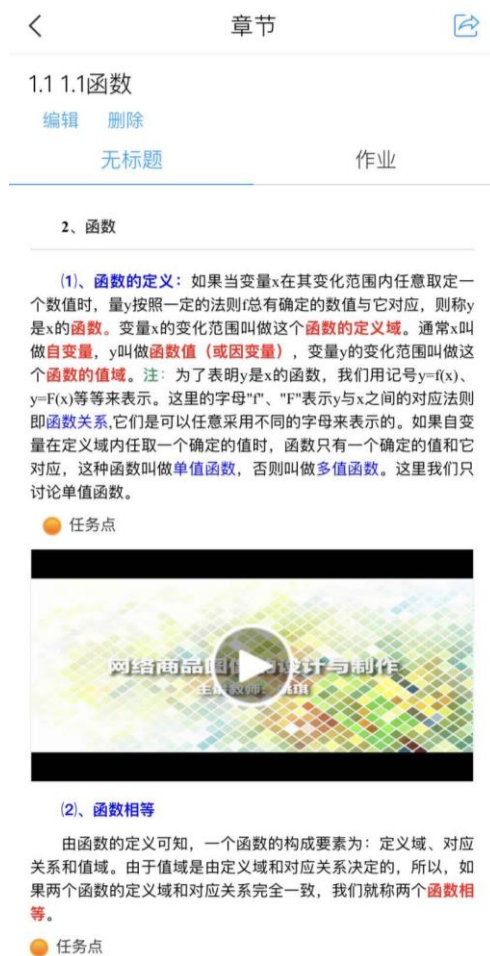 章节
1.1 1.1函数
编辑 删除
无标题 作业
2、函数
(1)、函数的定义：如果当变量x在其变化范围内任意取定一
个数值时，量y按照一定的法则f总有确定的数值与它对应，则称y
是x的函数。变量x的变化范围叫做这个函数的定义域。通常x叫
做自变量，y叫做函数值（或因变量），变量y的变化范围叫做这
个函数的值域。注：为了表明y是x的函数，我们用记号y=f(x)、
y=F(x)等等来表示。这里的字母"f"、"F"表示y与x之间的对应法则
即函数关系,它们是可以任意采用不同的字母来表示的。如果自变
量在定义域内任取一个确定的值时，函数只有一个确定的值和它
对应，这种函数叫做单值函数，否则叫做多值函数。这里我们只
讨论单值函数。
任务点
网络商品图像的设计与制作
主讲教师：姚琪
(2)、函数相等
由函数的定义可知，一个函数的构成要素为：定义域、对应
关系和值域。由于值域是由定义域和对应关系决定的，所以，如
果两个函数的定义域和对应关系完全一致，我们就称两个函数相
等。
任务点